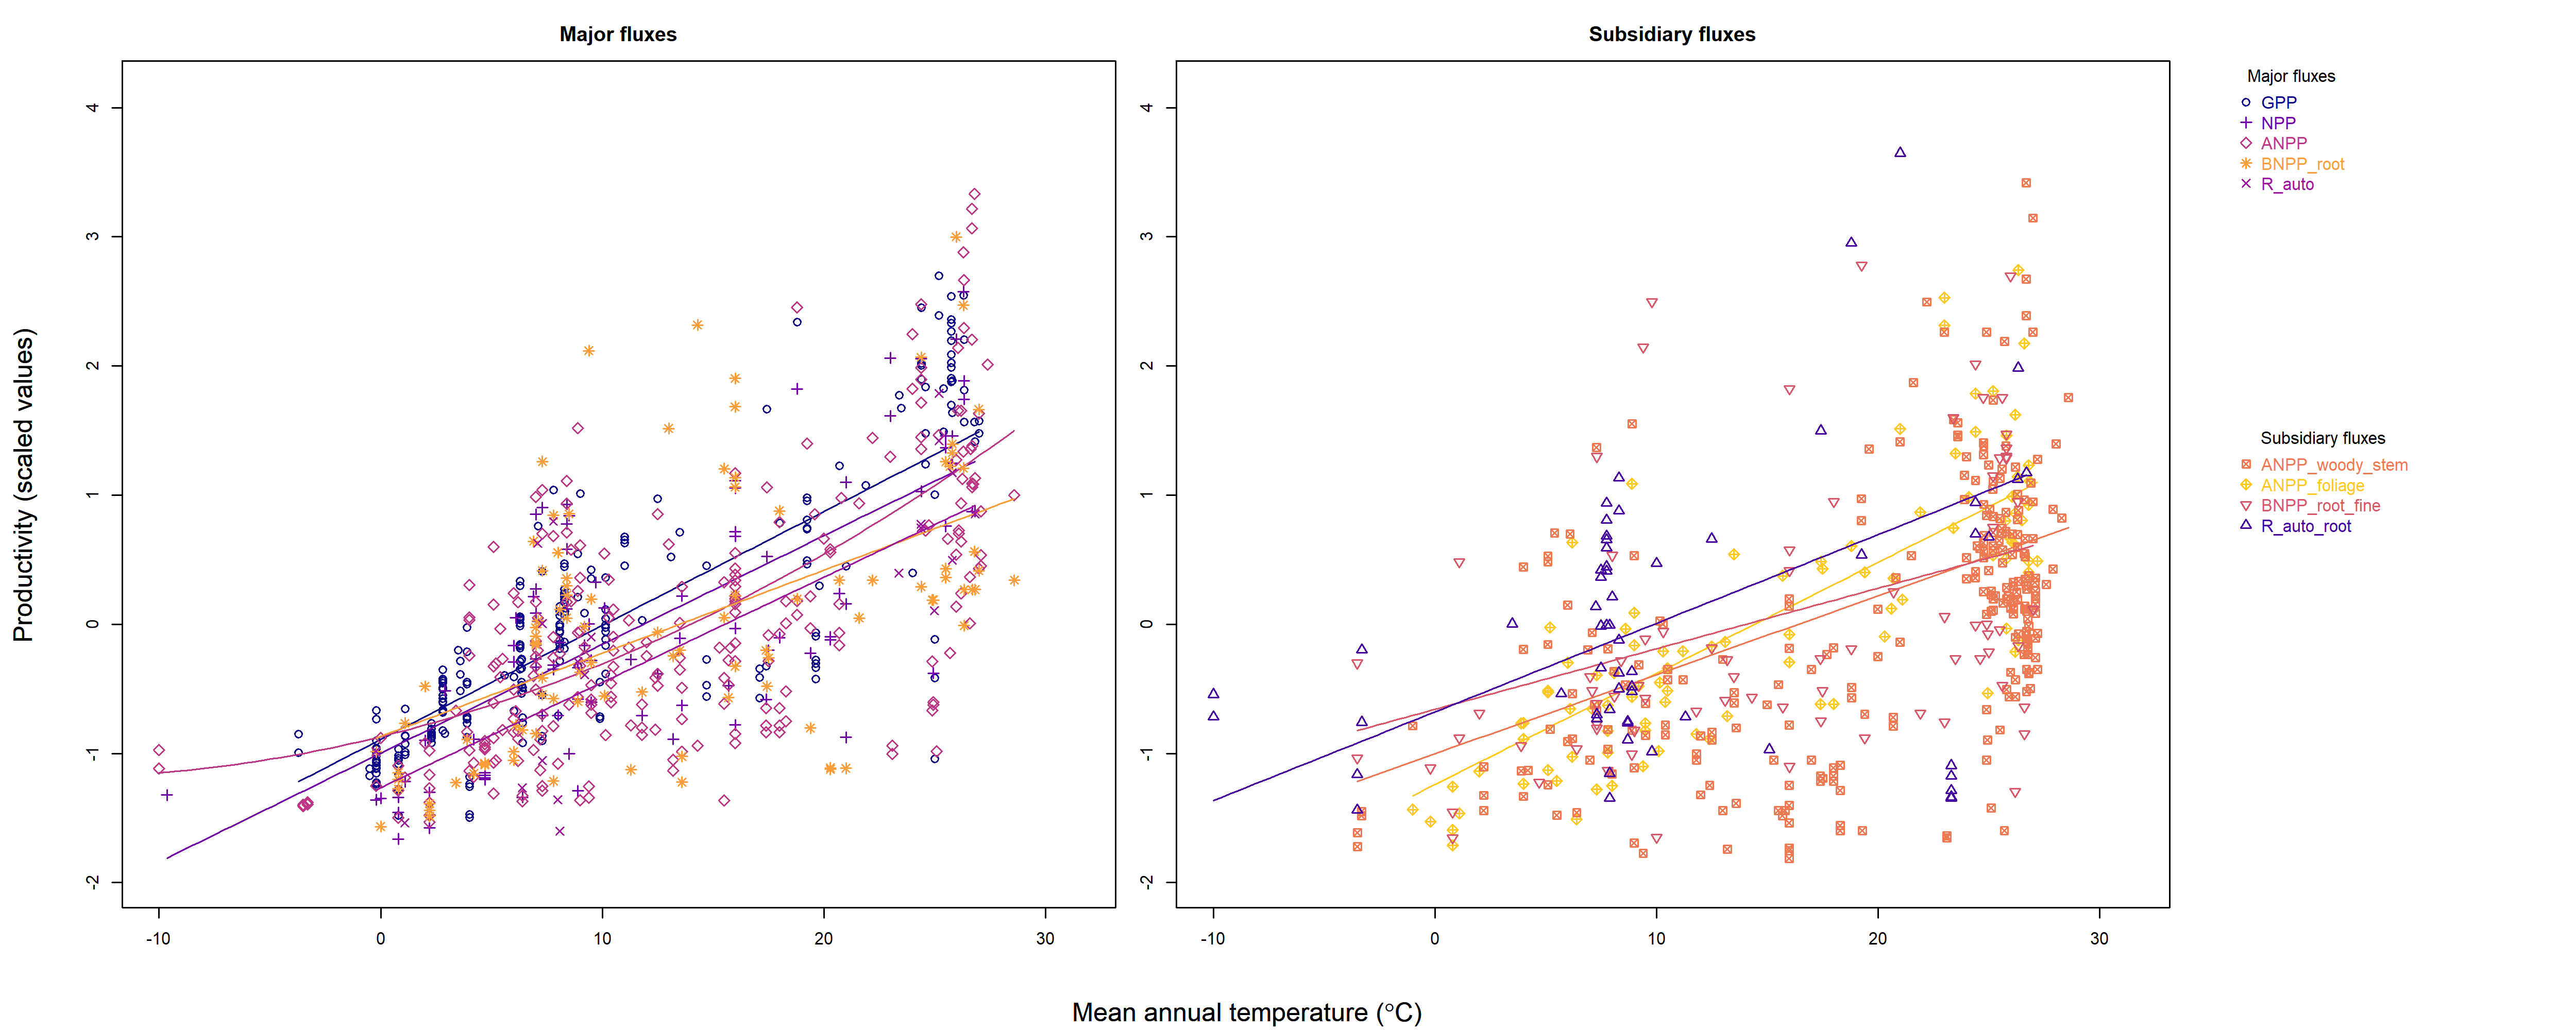 Major fluxes
Subsidiary fluxes
Productivity (scaled values)
4
3
2
1
0
-1
-2
-10
0
10
20
30
4
3
2
1
0
-1
-2
-10
0
10
20
30
Mean annual temperature (°C)
Major fluxes
GPP
NPP
ANPP
BNPP_root
R_auto
Subsidiary fluxes
ANPP_woody_stem
ANPP_foliage
BNPP_root_fine
R_auto_root